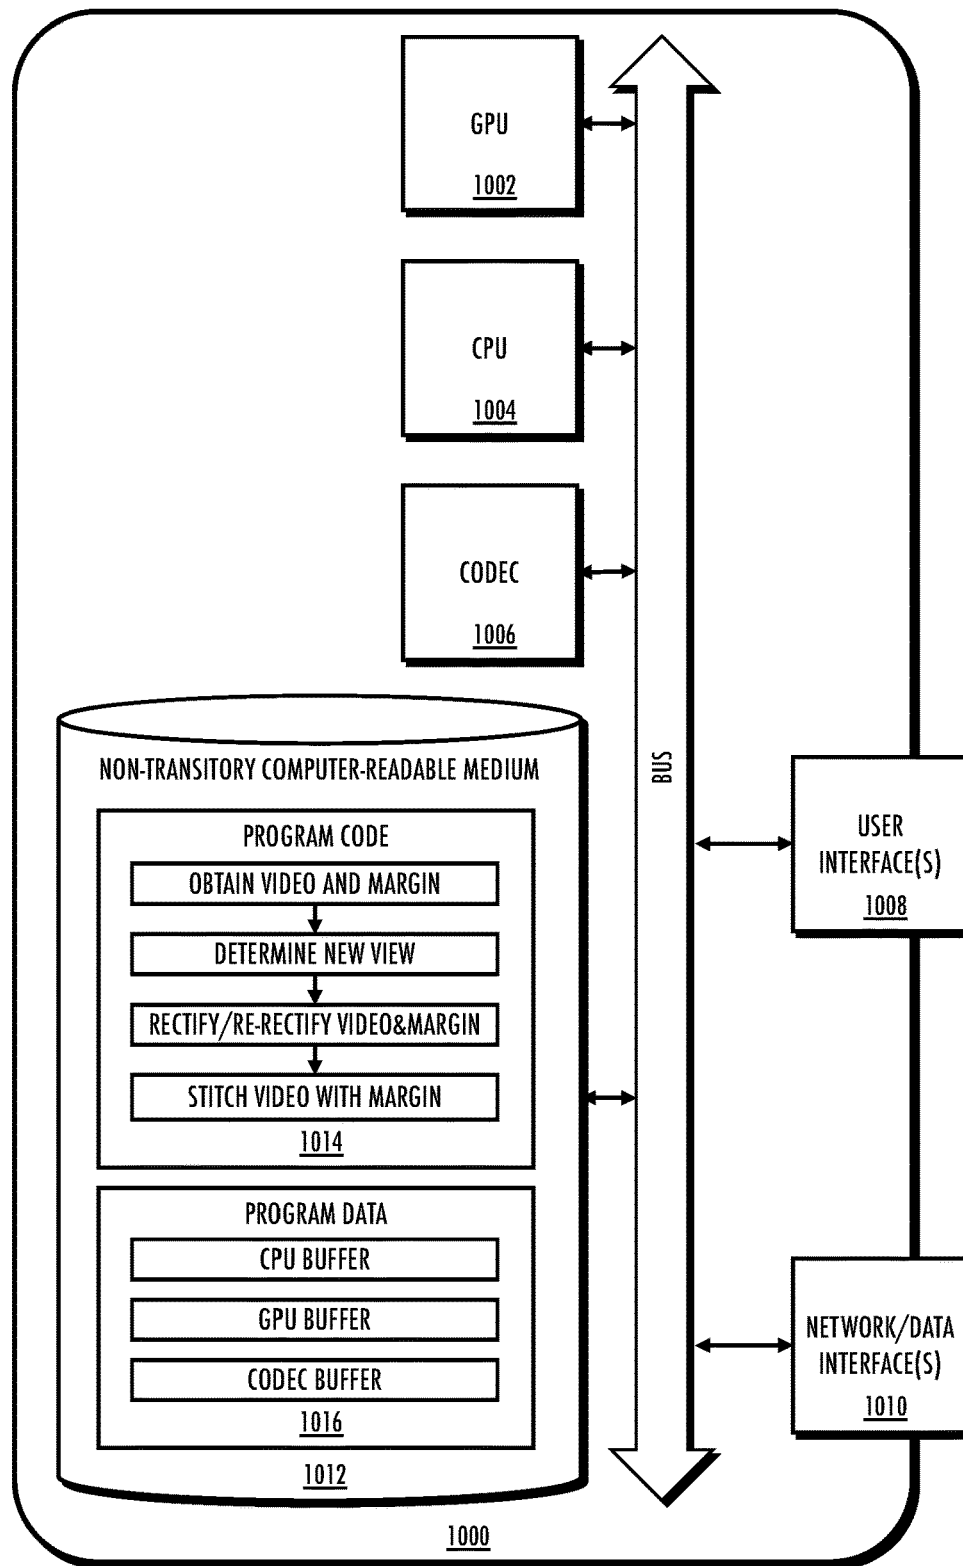 GPU
1002
CPU
1004
CODEC
1006
NON-TRANSITORY COMPUTER-READABLE MEDIUM
PROGRAM CODE
OBTAIN VIDEO AND MARGIN
DETERMINE NEW VIEW
RECTIFY/RE-RECTIFY VIDEO&MARGIN
STITCH VIDEO WITH MARGIN
1014
PROGRAM DATA
CPU BUFFER
GPU BUFFER
CODEC BUFFER
1016
1012
BUS
USER
INTERFACE(S)
1008
NETWORK/DATA
INTERFACE(S)
1010
1000